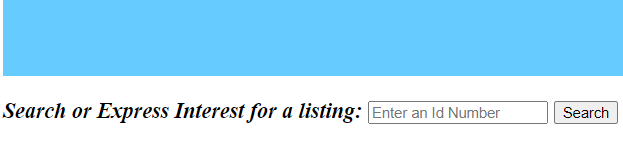 Search or Express Interest for a listing: Enter an Id Number Search